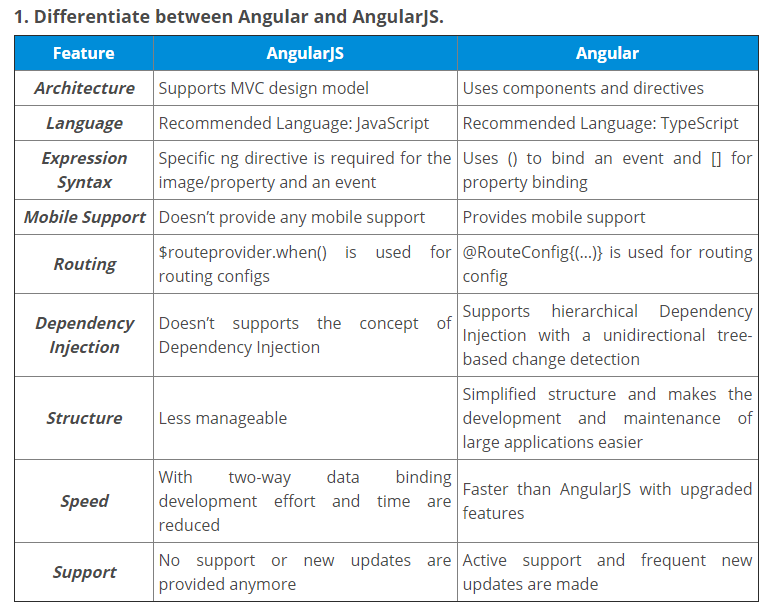 1. Differentiate between Angular and AngularJS.
Feature AngularJS Angular
Architecture Supports MVC design model Uses components and directives
Language Recommended Language: JavaScript Recommended Language: TypeScript
Expression Syntax
Specific ng directive is required for the
image/property and an event
Uses () to bind an event and [] for
property binding
Mobile Support Doesn’t provide any mobile support Provides mobile support
Routing
$routeprovider.when() is used for
routing configs
@RouteConfig{(...)} is used for routing
config
Dependency
Injection
Doesn’t supports the concept of
Dependency Injection
Supports hierarchical Dependency
Injection with a unidirectional tree-
based change detection
Structure
Less manageable
Simplified structure and makes the
development and maintenance of
large applications easier
Speed
With two-way data binding
development effort and time are
reduced
Faster than AngularJS with upgraded
features
Support
No support or new updates are
provided anymore
Active support and frequent new
updates are made